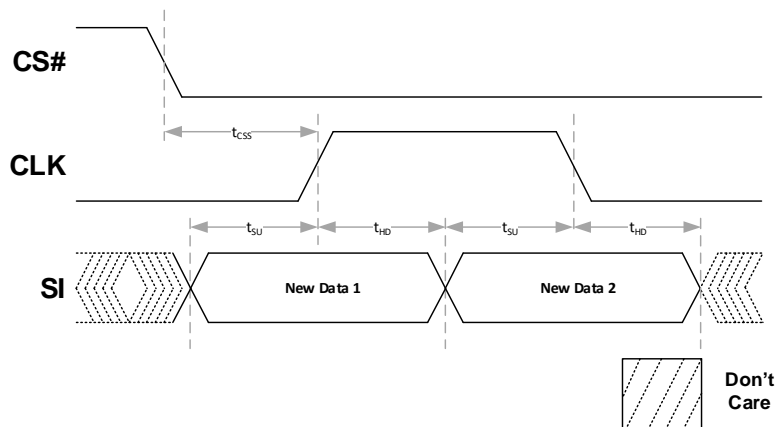 CS#
tCSS
CLK
tSU tHD tSU tHD
SI New Data 1 New Data 2
Don't
Care